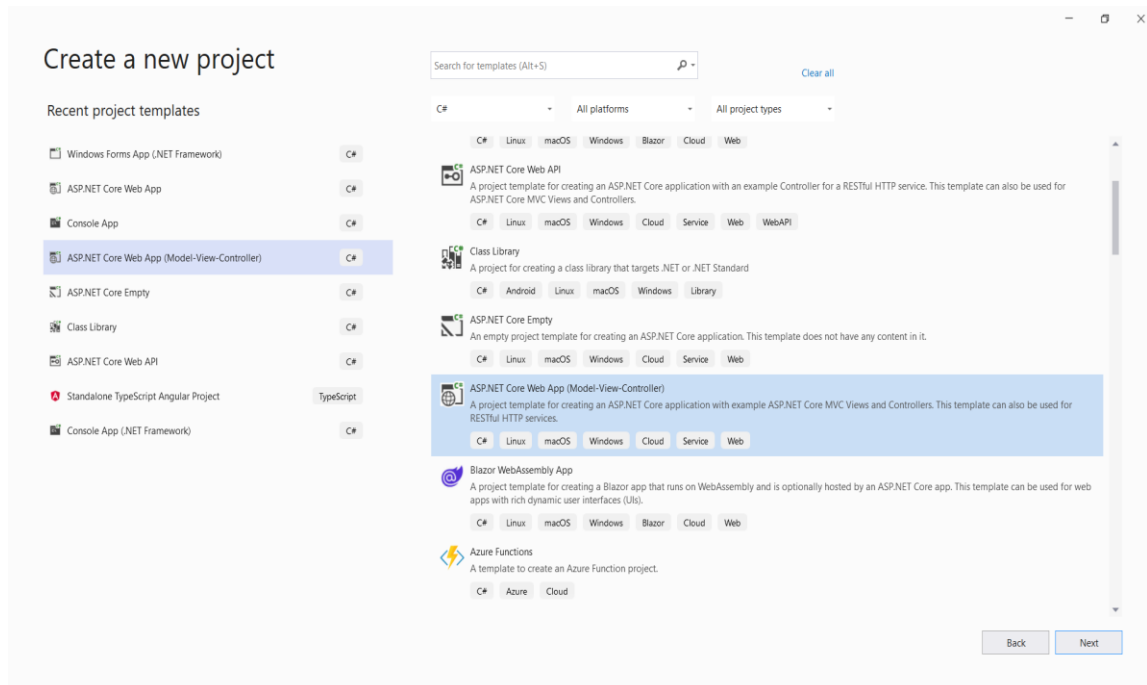 Create a new project
Recent project templates
Windows Forms App (.NET Framework) C#
ASP.NET Core Web App C#
Console App C#
ASP.NET Core Web App (Model-View-Controller) C#
ASP.NET Core Empty C#
Class Library C#
ASP.NET Core Web API C#
Standalone TypeScript Angular Project TypeScript
Console App (.NET Framework) C#
Search for templates (Alt+S)
Clear all
C# All platforms All project types
C# Linux macOS Windows Blazor Cloud Web
ASP.NET Core Web API
A project template for creating an ASP.NET Core application with an example Controller for a RESTful HTTP service. This template can also be used for
ASP.NET Core MVC Views and Controllers.
C# Linux macOS Windows Cloud Service Web WebAPI
Class Library
A project for creating a class library that targets .NET or .NET Standard
C# Android Linux macOS Windows Library
ASP.NET Core Empty
An empty project template for creating an ASP.NET Core application. This template does not have any content in it.
C# Linux macOS Windows Cloud Service Web
ASP.NET Core Web App (Model-View-Controller)
A project template for creating an ASP.NET Core application with example ASP.NET Core MVC Views and Controllers. This template can also be used for
RESTful HTTP services.
C# Linux macOS Windows Cloud Service Web
Blazor WebAssembly App
A project template for creating a Blazor app that runs on WebAssembly and is optionally hosted by an ASP.NET Core app. This template can be used for web
apps with rich dynamic user interfaces (UIs).
C# Linux macOS Windows Blazor Cloud Web
Azure Functions
A template to create an Azure Function project.
C# Azure Cloud
Back Next